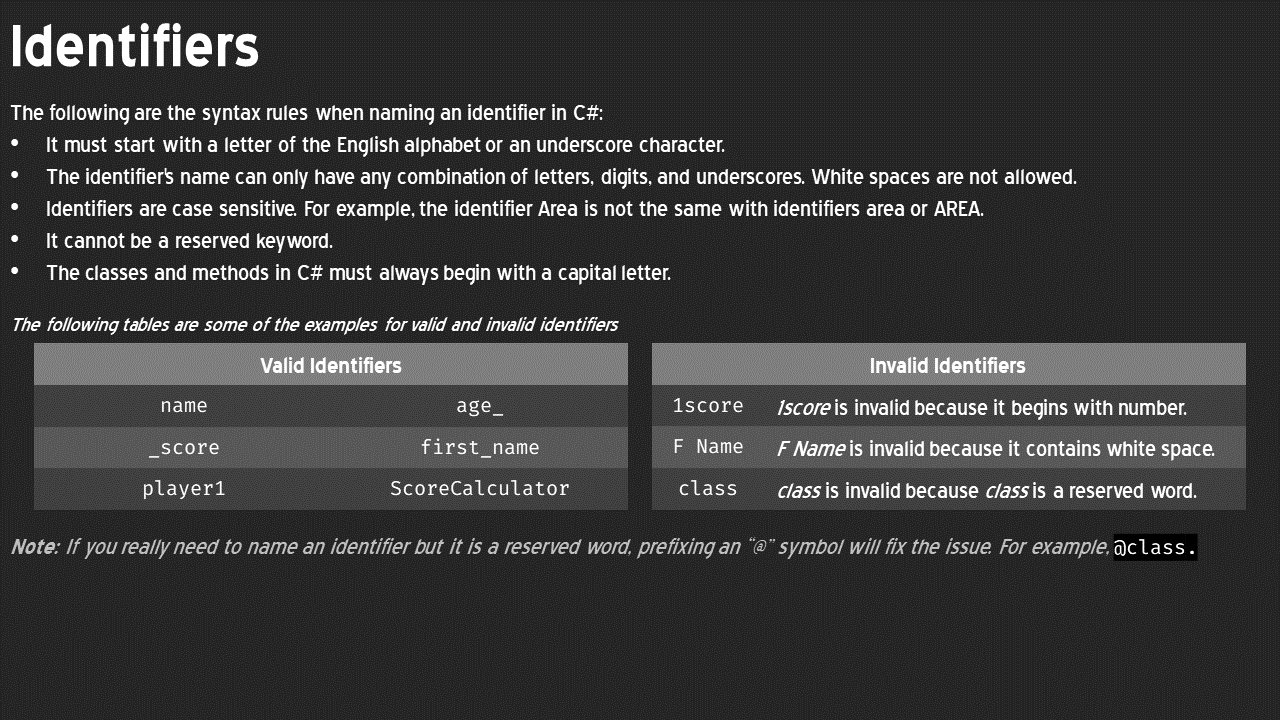 Identifiers
The following are the syntax rules when naming an identifier in C#:
• It must start with a letter of the English alphabet or an underscore character.
• The identifier's name can only have any combination of letters, digits, and underscores. White spaces are not allowed.
• Identifiers are case sensitive. For example, the identifier Area is not the same with identifiers area or AREA.
• It cannot be a reserved keyword.
• The classes and methods in C# must always begin with a capital letter.
The following tables are some of the examples for valid and invalid identifiers
Valid Identifiers
name age_
_score first_name
player1 ScoreCalculator
Invalid Identifiers
1score 1score is invalid because it begins with number.
F Name F Name is invalid because it contains white space.
class class is invalid because class is a reserved word.
Note: If you really need to name an identifier but it is a reserved word, prefixing an “@” symbol will fix the issue. For example, @class.